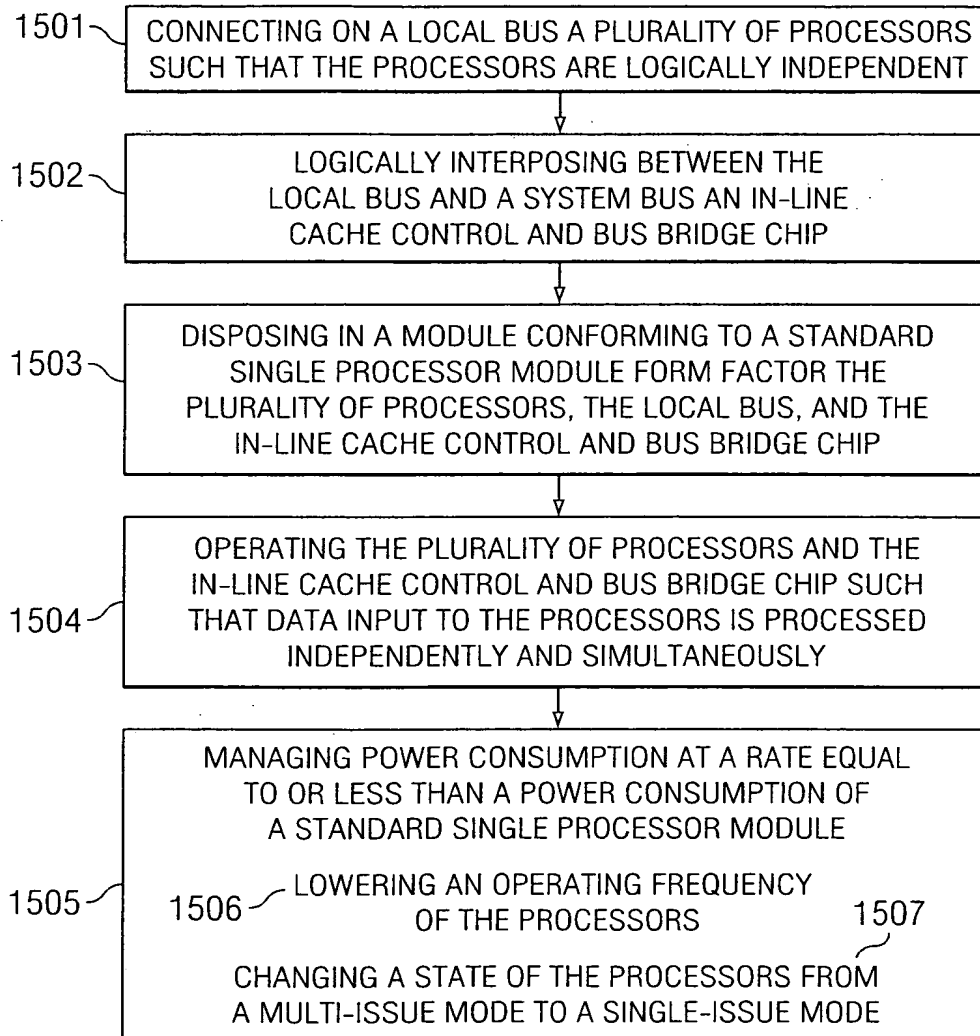 1501
CONNECTING ON A LOCAL BUS A PLURALITY OF PROCESSORS
SUCH THAT THE PROCESSORS ARE LOGICALLY INDEPENDENT
1502
LOGICALLY INTERPOSING BETWEEN THE
LOCAL BUS AND A SYSTEM BUS AN IN-LINE
CACHE CONTROL AND BUS BRIDGE CHIP
1503
DISPOSING IN A MODULE CONFORMING TO A STANDARD
SINGLE PROCESSOR MODULE FORM FACTOR THE
PLURALITY OF PROCESSORS, THE LOCAL BUS, AND THE
IN-LINE CACHE CONTROL AND BUS BRIDGE CHIP
1504
OPERATING THE PLURALITY OF PROCESSORS AND THE
IN-LINE CACHE CONTROL AND BUS BRIDGE CHIP SUCH
THAT DATA INPUT TO THE PROCESSORS IS PROCESSED
INDEPENDENTLY AND SIMULTANEOUSLY
1505
MANAGING POWER CONSUMPTION AT A RATE EQUAL
TO OR LESS THAN A POWER CONSUMPTION OF
A STANDARD SINGLE PROCESSOR MODULE
1506
LOWERING AN OPERATING FREQUENCY
OF THE PROCESSORS
1507
CHANGING A STATE OF THE PROCESSORS FROM
A MULTI-ISSUE MODE TO A SINGLE-ISSUE MODE